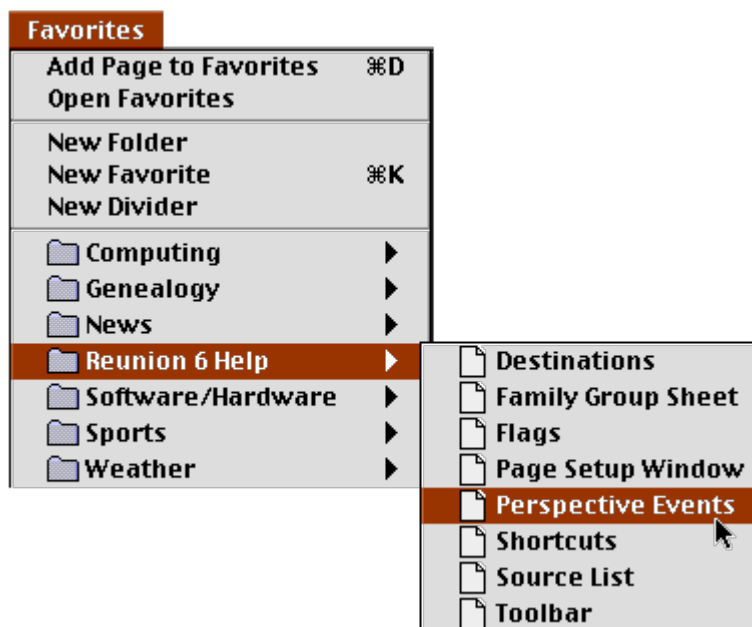 Favorites
Add Page to Favorites ⌘D
Open Favorites
New Folder
New Favorite ⌘K
New Divider
Computing
Genealogy
News
Reunion 6 Help
Software/Hardware
Sports
Weather
Destinations
Family Group Sheet
Flags
Page Setup Window
Perspective Events
Shortcuts
Source List
Toolbar